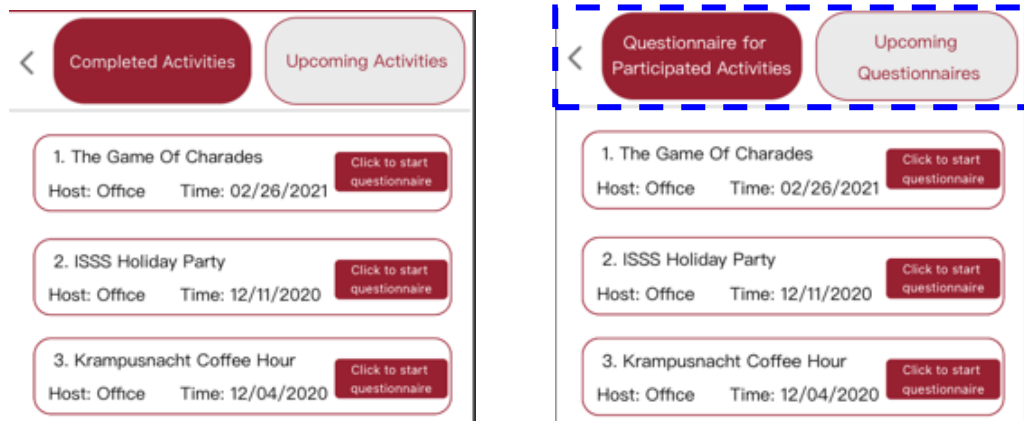 Completed Activities
Upcoming Activities
1. The Game Of Charades
Host: Office Time: 02/26/2021
Click to start
questionnaire
2. ISSS Holiday Party
Host: Office Time: 12/11/2020
Click to start
questionnaire
3. Krampusnacht Coffee Hour
Host: Office Time: 12/04/2020
Click to start
questionnaire
Questionnaire for
Participated Activities
Upcoming
Questionnaires
1. The Game Of Charades
Host: Office Time: 02/26/2021
Click to start
questionnaire
2. ISSS Holiday Party
Host: Office Time: 12/11/2020
Click to start
questionnaire
3. Krampusnacht Coffee Hour
Host: Office Time: 12/04/2020
Click to start
questionnaire